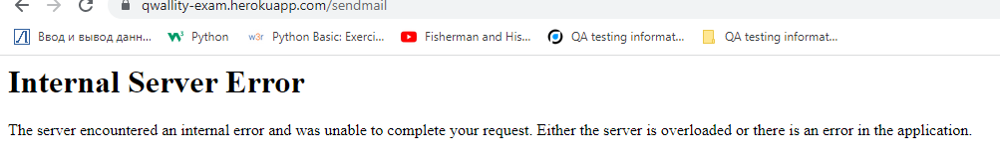 qwallity-exam.herokuapp.com/sendmail
Ввод и вывод данн... Python w3r Python Basic: Exerci... Fisherman and His... QA testing informat... QA testing informat...
Internal Server Error
The server encountered an internal error and was unable to complete your request. Either the server is overloaded or there is an error in the application.